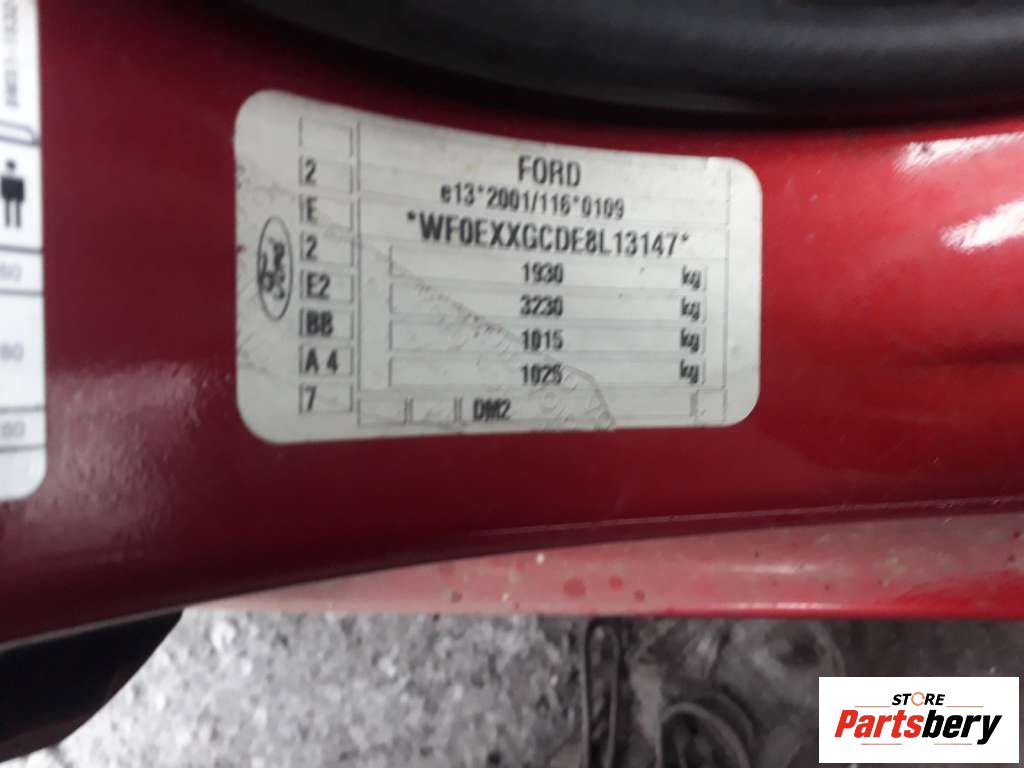 FORD
e13*2001/116*0109
*WF0EXXGCDE8L13147*
1930 kg
3230 kg
1015 kg
1025 kg
DM2
2
E
2
E2
BB
A 4
7
Ford
STORE
Partsbery